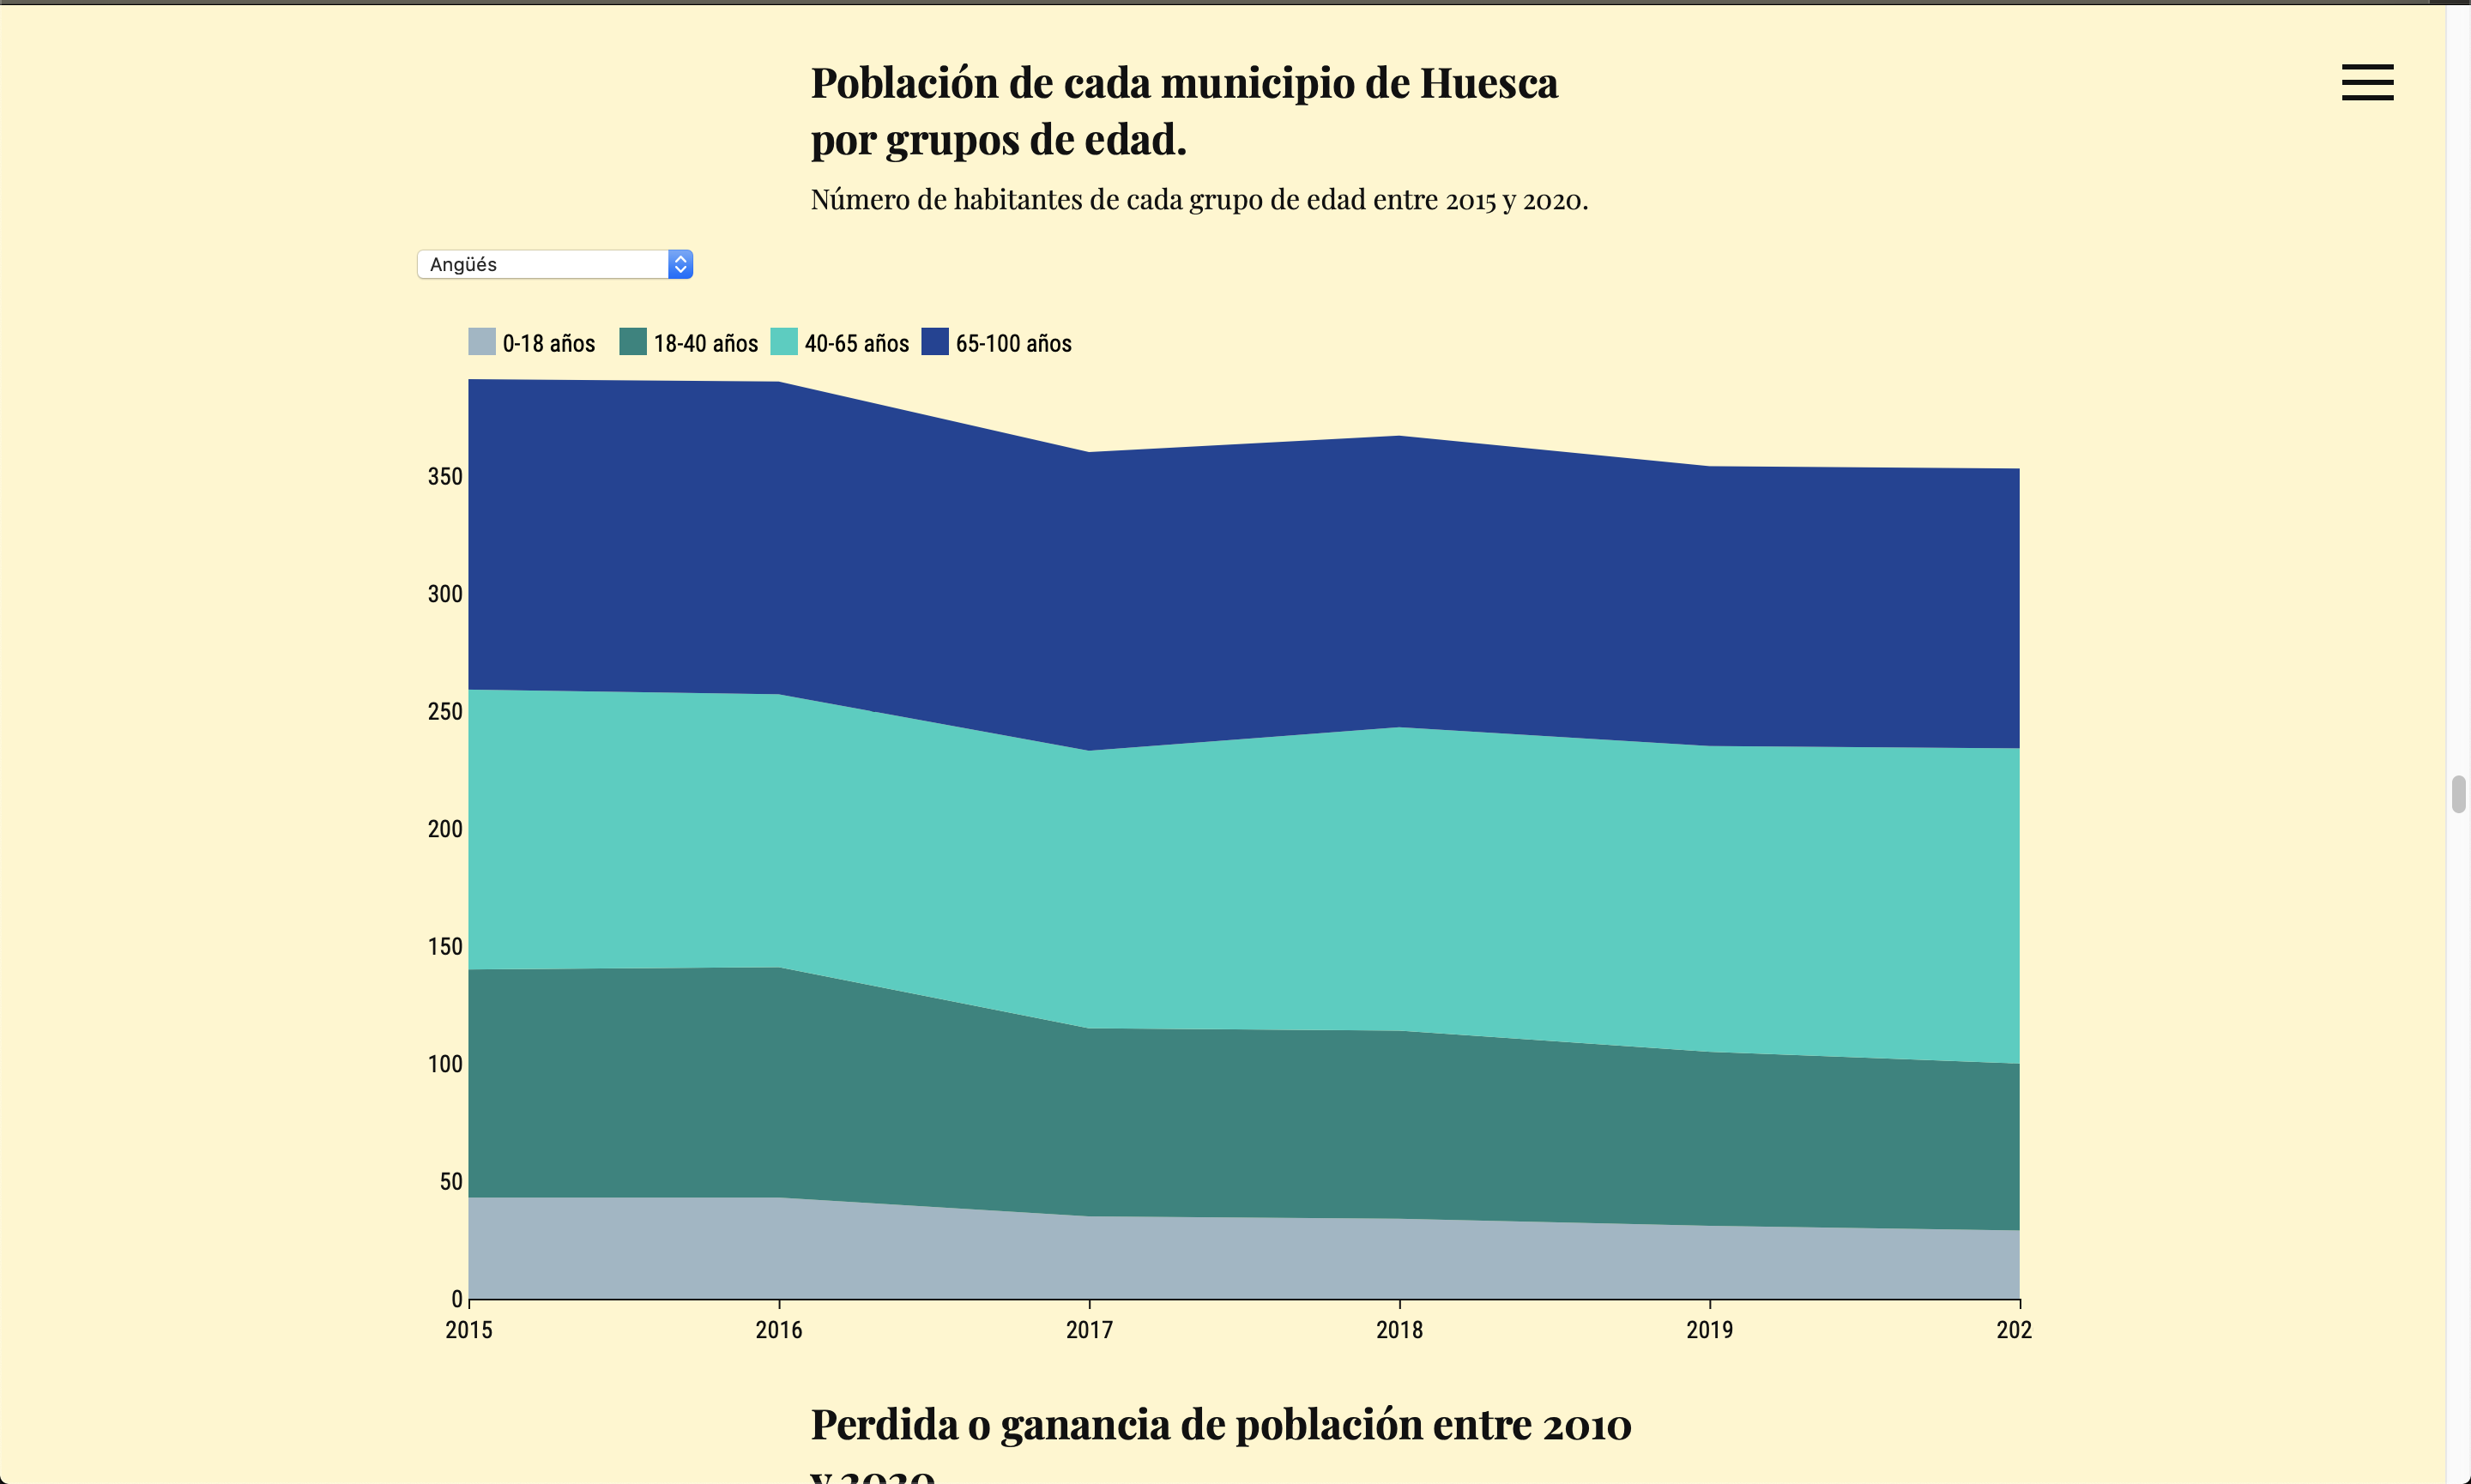 Población de cada municipio de Huesca
por grupos de edad.
Número de habitantes de cada grupo de edad entre 2015 y 2020.
Angüés
0-18 años 18-40 años 40-65 años 65-100 años
350
300
250
200
150
100
50
0
2015 2016 2017 2018 2019 202
Perdida o ganancia de población entre 2010
y 2020